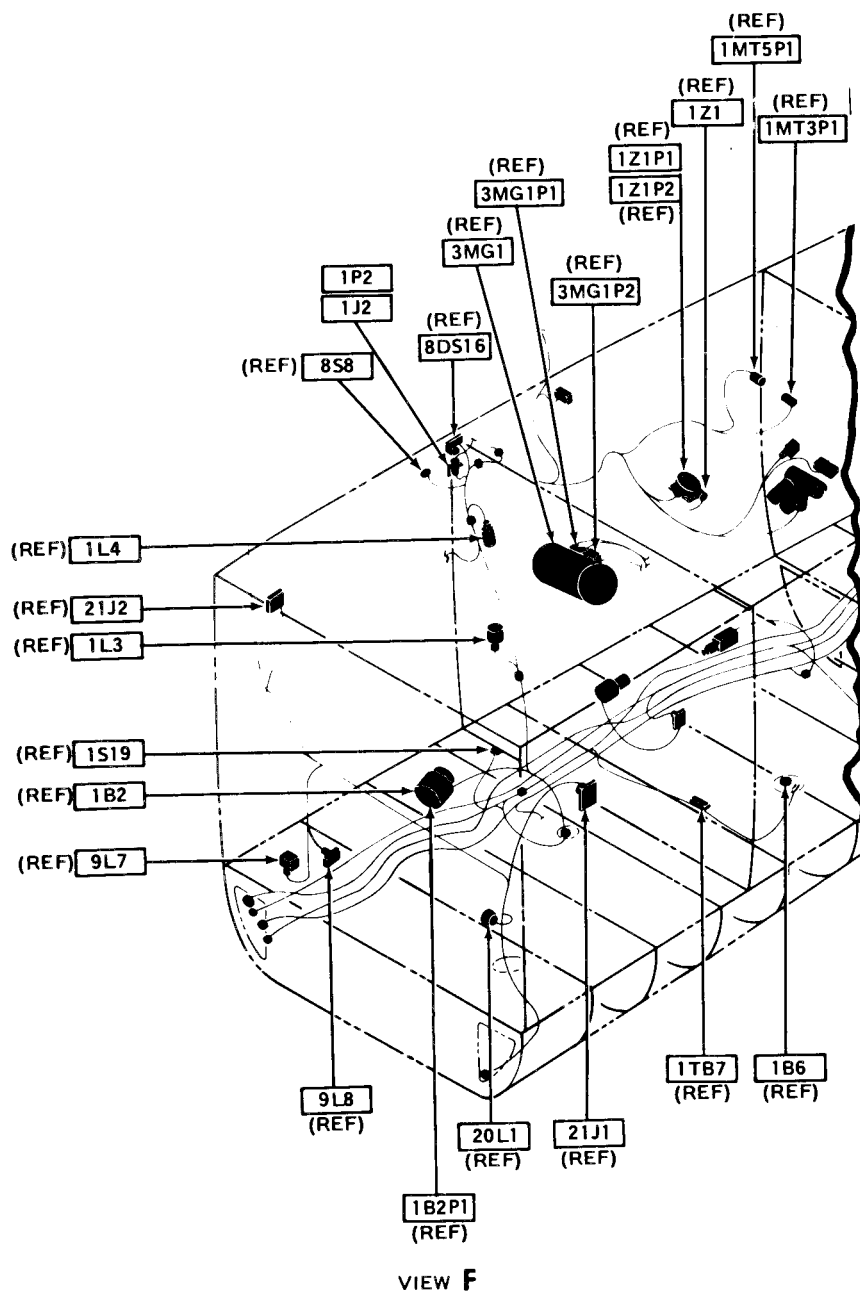 (REF)
1MT5P1
(REF)
1Z1
(REF)
1MT3P1
(REF)
1Z1P1
1Z1P2
(REF)
(REF)
3MG1P1
(REF)
3MG1
(REF)
3MG1P2
1P2
1J2
(REF)
8DS16
(REF) 8S8
(REF) 1L4
(REF) 21J2
(REF) 1L3
(REF) 1S19
(REF) 1B2
(REF) 9L7
9L8
(REF)
20L1
(REF)
21J1
(REF)
1TB7
(REF)
1B6
(REF)
1B2P1
(REF)
VIEW F